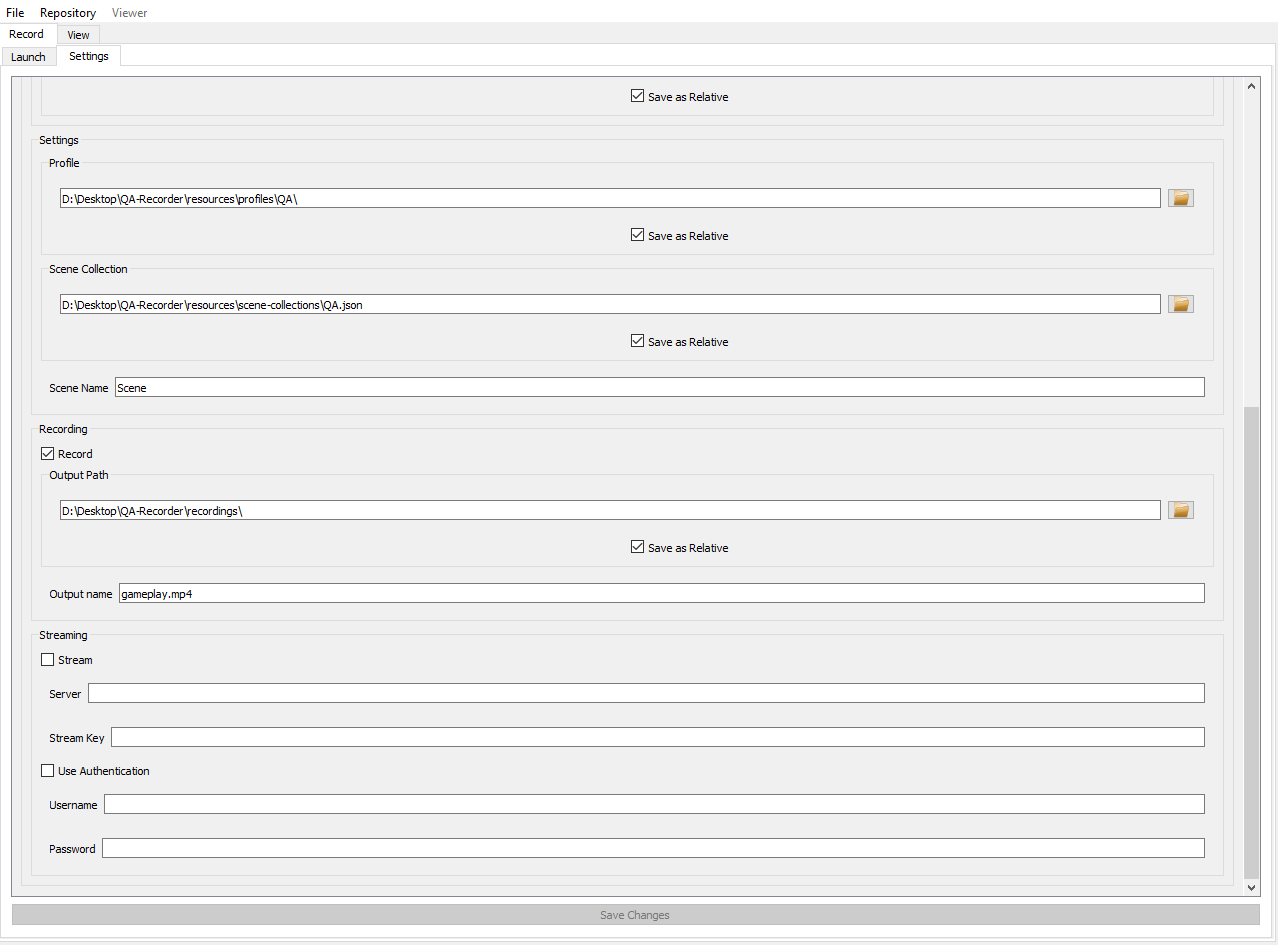 File Repository Viewer
Record View
Launch Settings
Save as Relative
Settings
Profile
D:\Desktop\QA-Recorder\resources\profiles\QA\
Save as Relative
Scene Collection
D:\Desktop\QA-Recorder\resources\scene-collections\QA.json
Save as Relative
Scene Name Scene
Recording
Record
Output Path
D:\Desktop\QA-Recorder\recordings\
Save as Relative
Output name gameplay.mp4
Streaming
Stream
Server
Stream Key
Use Authentication
Username
Password
Save Changes